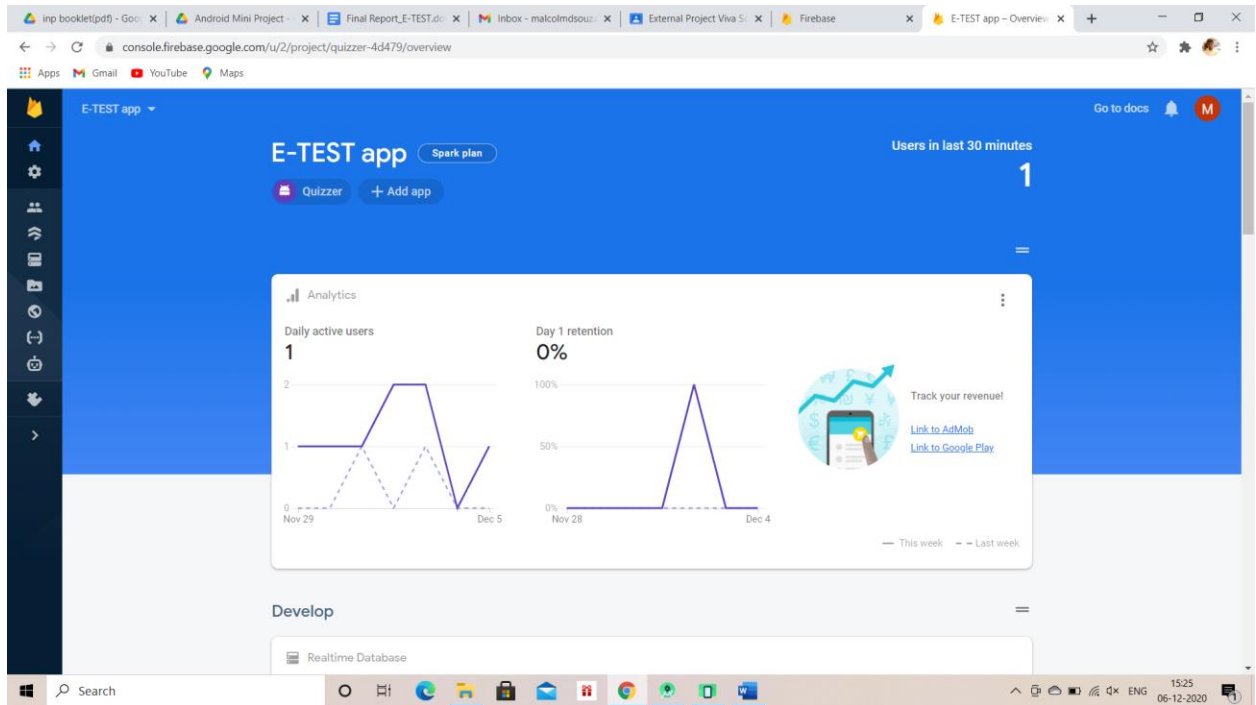 inp booklet(pdf) - Goo
Android Mini Project -
Final Report_E-TEST.do
Inbox - malcolmdsouz
External Project Viva S
Firebase
E-TEST app – Overview
console.firebase.google.com/u/2/project/quizzer-4d479/overview
Apps
Gmail
YouTube
Maps
E-TEST app
Go to docs
M
E-TEST app
Spark plan
Users in last 30 minutes
1
Quizzer
+ Add app
Analytics
Daily active users
1
Day 1 retention
0%
2
1
0
Nov 29
Dec 5
100%
50%
0%
Nov 28
Dec 4
Track your revenue!
Link to AdMob
Link to Google Play
This week
Last week
Develop
Realtime Database
Search
ENG
15:25
06-12-2020
1